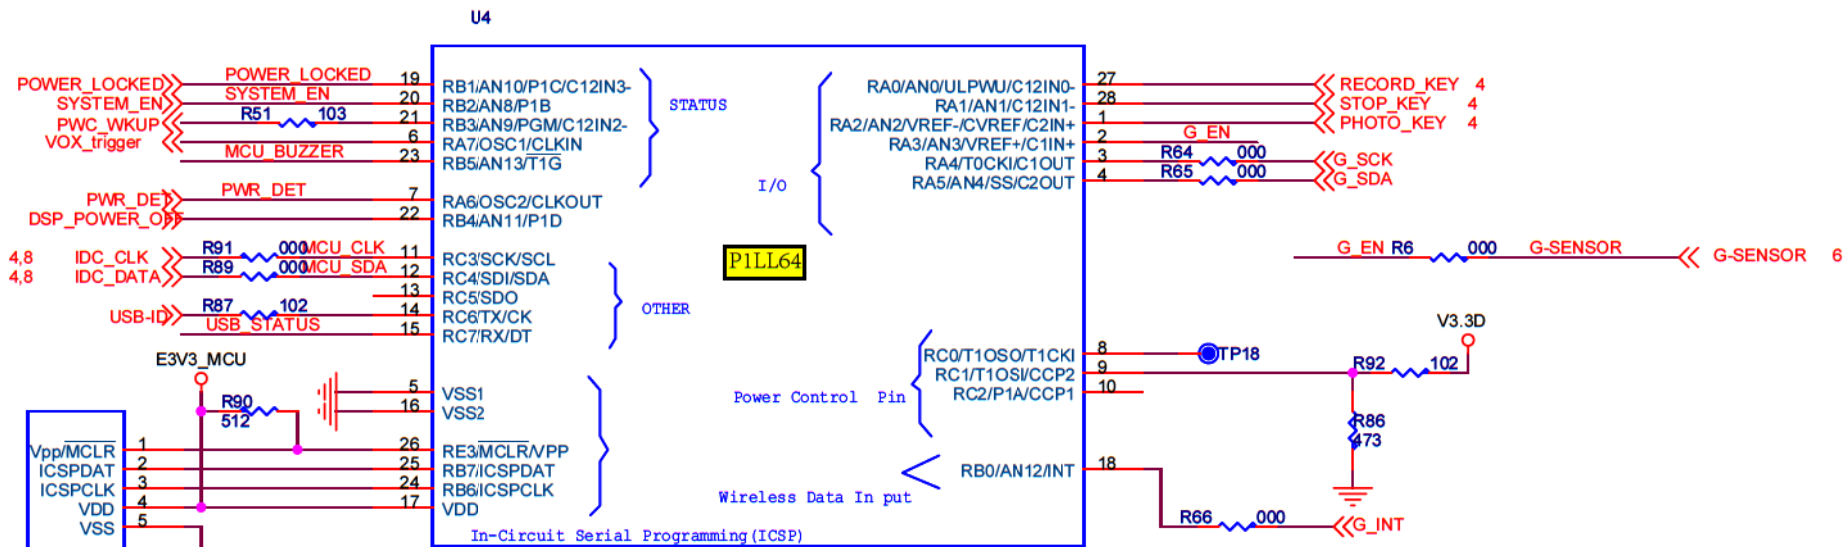 U4
POWER_LOCKED POWER_LOCKED 19 RB1/AN10/P1C/C12IN3- STATUS RA0/AN0/ULPWU/C12IN0- 27 RECORD_KEY 4
SYSTEM_EN SYSTEM_EN 20 RB2/AN8/P1B RA1/AN1/C12IN1- 28 STOP_KEY 4
PWC_WKUP R51 103 21 RB3/AN9/PGM/C12IN2- RA2/AN2/VREF-/CVREF/C2IN+ 1 PHOTO_KEY 4
VOX_trigger 6 RA7/OSC1/CLKIN RA3/AN3/VREF+/C1IN+ 2 G_EN
MCU_BUZZER 23 RB5/AN13/T1G RA4/T0CKI/C1OUT 3 R64 000 G_SCK
I/O RA5/AN4/SS/C2OUT 4 R65 000 G_SDA
PWR_DET PWR_DET 7 RA6/OSC2/CLKOUT
DSP_POWER_OFF 22 RB4/AN11/P1D
4,8 IDC_CLK R91 000 MCU_CLK 11 RC3/SCK/SCL P1LL64 G_EN R6 000 G-SENSOR G-SENSOR 6
4,8 IDC_DATA R89 000 MCU_SDA 12 RC4/SDI/SDA
13 RC5/SDO OTHER
USB-ID R87 102 14 RC6/TX/CK
USB_STATUS 15 RC7/RX/DT
V3.3D
E3V3_MCU RC0/T1OSO/T1CKI 8 TP18
RC1/T1OSI/CCP2 9 R92 102
5 VSS1 Power Control Pin RC2/P1A/CCP1 10
R90 512 16 VSS2 R86 473
Vpp/MCLR 1 26 RE3/MCLR/VPP
ICSPDAT 2 25 RB7/ICSPDAT RB0/AN12/INT 18
ICSPCLK 3 24 RB6/ICSPCLK Wireless Data In put
VDD 4 17 VDD
VSS 5 R66 000 G_INT
In-Circuit Serial Programming(ICSP)